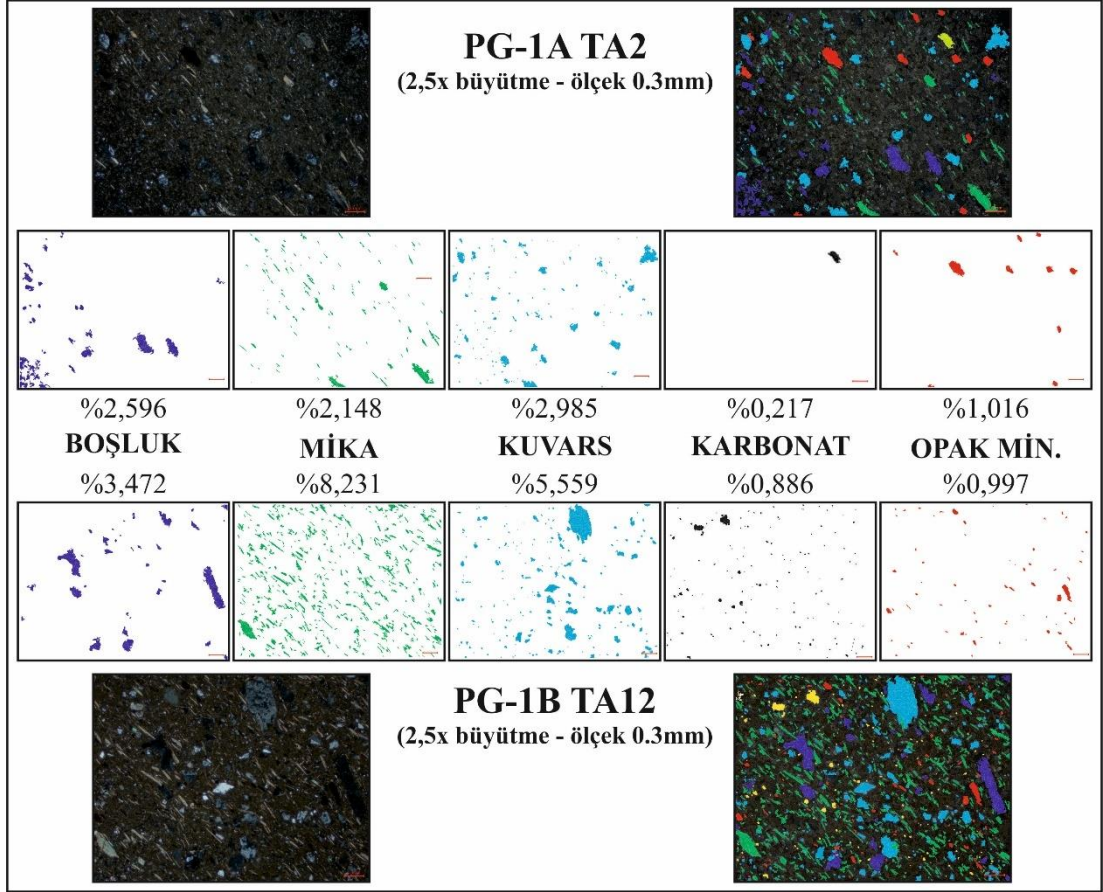 PG-1A TA2
(2,5x büyütme - ölçek 0.3mm)
%2,596 %2,148 %2,985 %0,217 %1,016
BOŞLUK MİKA KUVARS KARBONAT OPAK MİN.
%3,472 %8,231 %5,559 %0,886 %0,997
PG-1B TA12
(2,5x büyütme - ölçek 0.3mm)